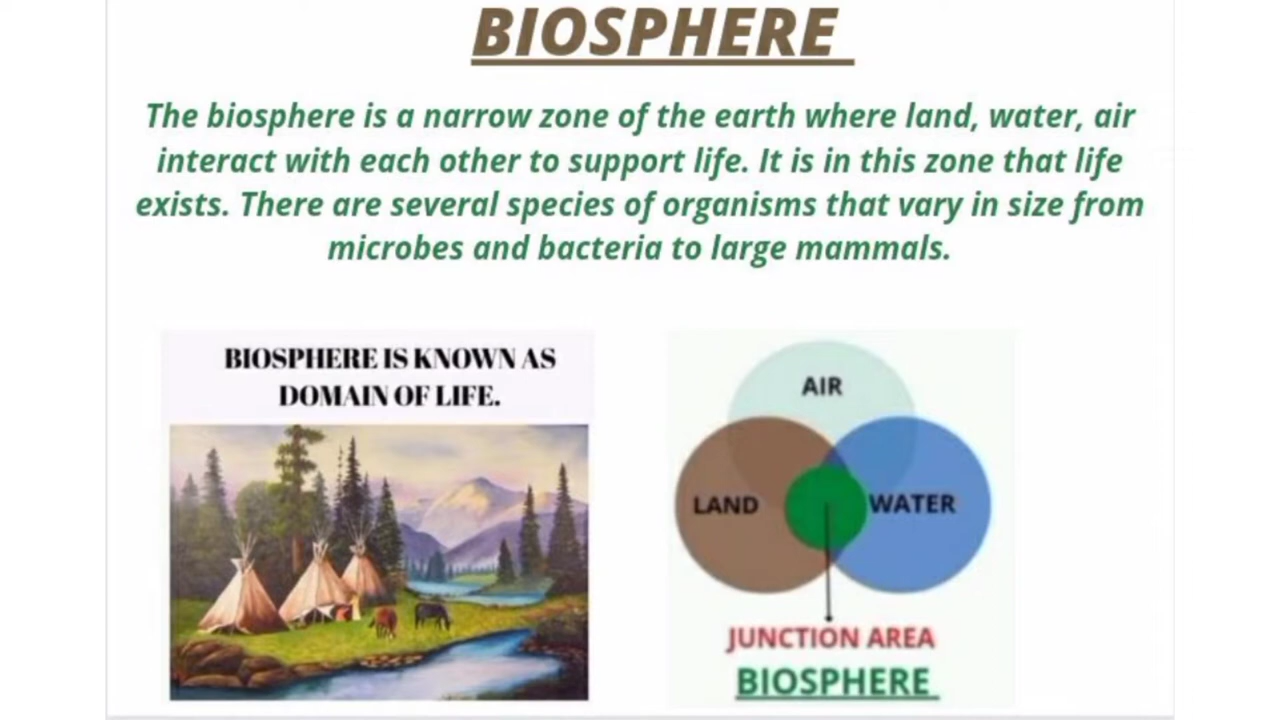 BIOSPHERE
The biosphere is a narrow zone of the earth where land, water, air
interact with each other to support life. It is in this zone that life
exists. There are several species of organisms that vary in size from
microbes and bacteria to large mammals.
BIOSPHERE IS KNOWN AS
DOMAIN OF LIFE.
AIR
LAND
WATER
JUNCTION AREA
BIOSPHERE